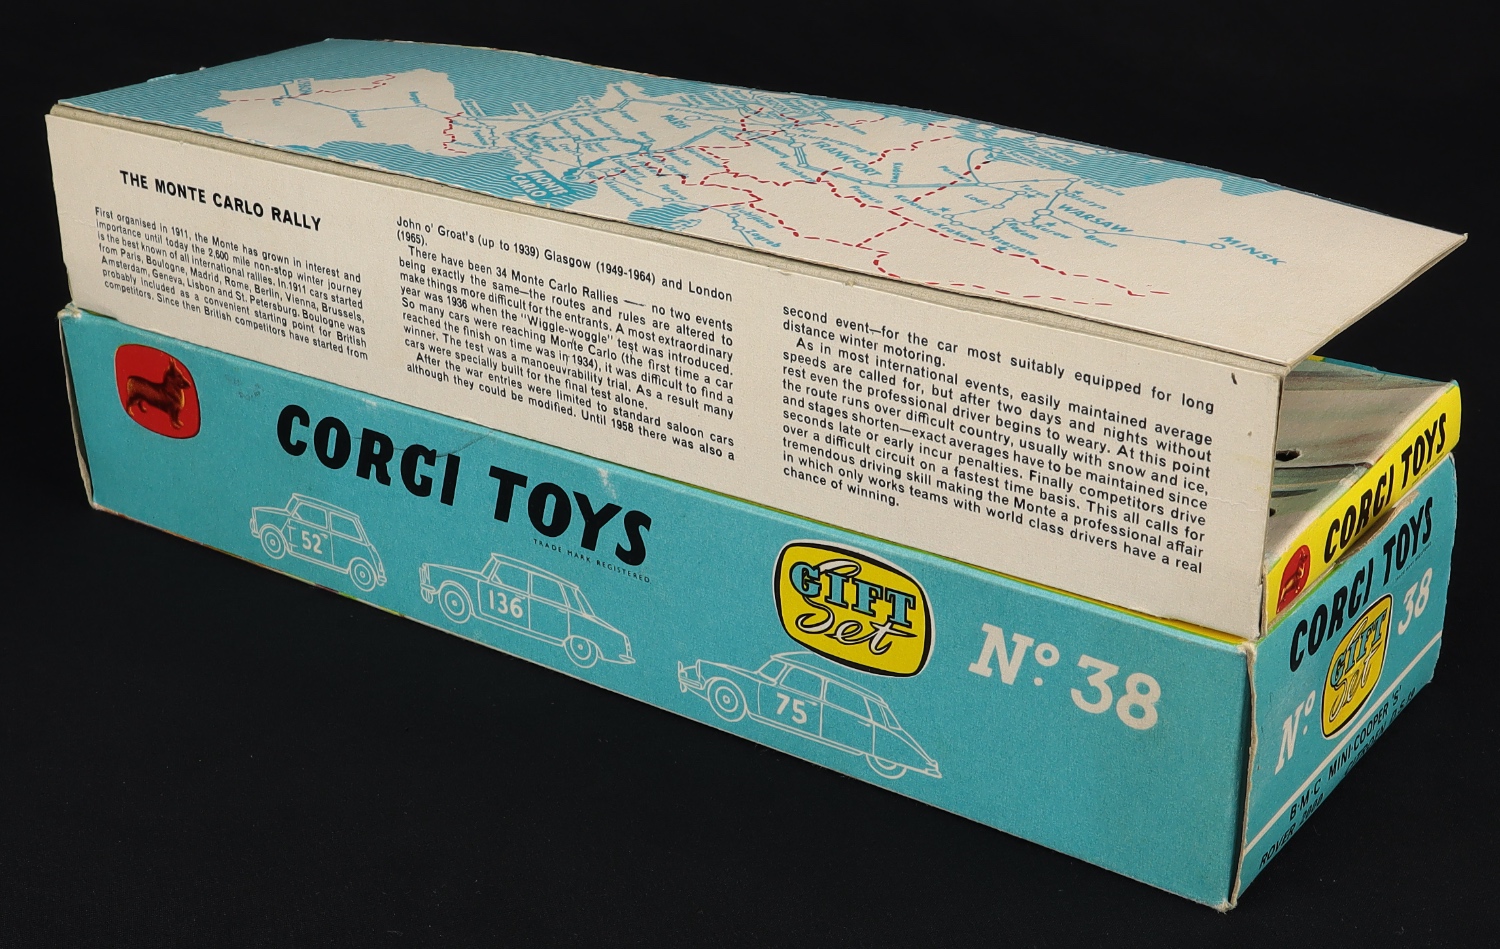 PARIS
FRANKFORT
MONTE
CARLO
WARSAW
MINSK
THE MONTE CARLO RALLY
First organised in 1911, the Monte has grown in interest and
importance until today the 2,600 mile non-stop winter journey
is the best known of all international rallies. In 1911 cars started
from Paris, Boulogne, Madrid, Rome, Berlin, Vienna, Brussels,
Amsterdam, Geneva, Lisbon and St. Petersburg. Boulogne was
probably included as a convenient starting point for British
competitors. Since then British competitors have started from
John o' Groat's (up to 1939) Glasgow (1949-1964) and London
(1965).
There have been 34 Monte Carlo Rallies — no two events
being exactly the same—the routes and rules are altered to
make things more difficult for the entrants. A most extraordinary
year was 1936 when the "Wiggle-woggle" test was introduced.
So many cars were reaching Monte Carlo (the first time a car
reached the finish on time was in 1934), it was difficult to find a
winner. The test was a manoeuvrability trial. As a result many
cars were specially built for the final test alone.
After the war entries were limited to standard saloon cars
although they could be modified. Until 1958 there was also a
second event—for the car most suitably equipped for long
distance winter motoring.
As in most international events, easily maintained average
speeds are called for, but after two days and nights without
rest even the professional driver begins to weary. At this point
the route runs over difficult country, usually with snow and ice,
and stages shorten—exact averages have to be maintained since
seconds late or early incur penalties. Finally competitors drive
over a difficult circuit on a fastest time basis. This all calls for
tremendous driving skill making the Monte a professional affair
in which only works teams with world class drivers have a real
chance of winning.
CORGI TOYS
TRADE MARK REGISTERED
52
136
75
GIFT
Set
No. 38
CORGI TOYS
CORGI TOYS
No.
GIFT
Set
38
B·M·C MINI-COOPER 'S'
CITROEN D.S.
ROVER 2000